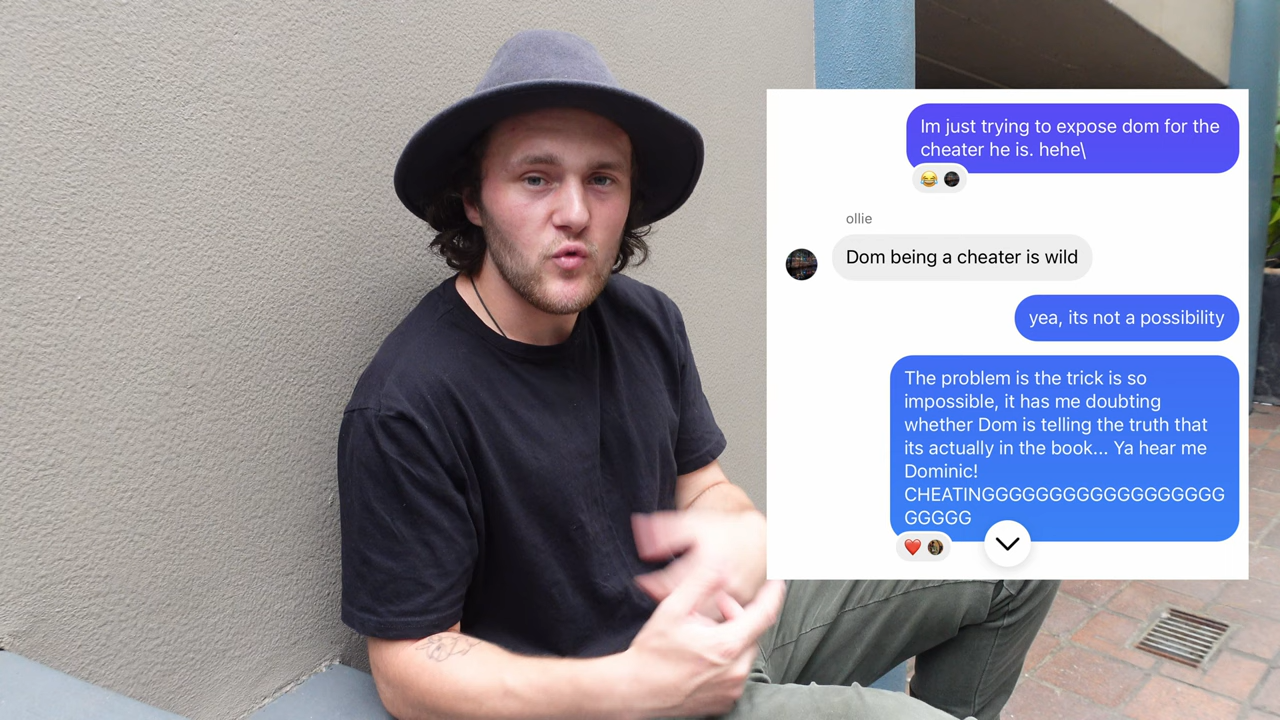 Im just trying to expose dom for the
cheater he is. hehe\
ollie
Dom being a cheater is wild
yea, its not a possibility
The problem is the trick is so
impossible, it has me doubting
whether Dom is telling the truth that
its actually in the book... Ya hear me
Dominic!
CHEATINGGGGGGGGGGGGGGGGGG
GGGGG